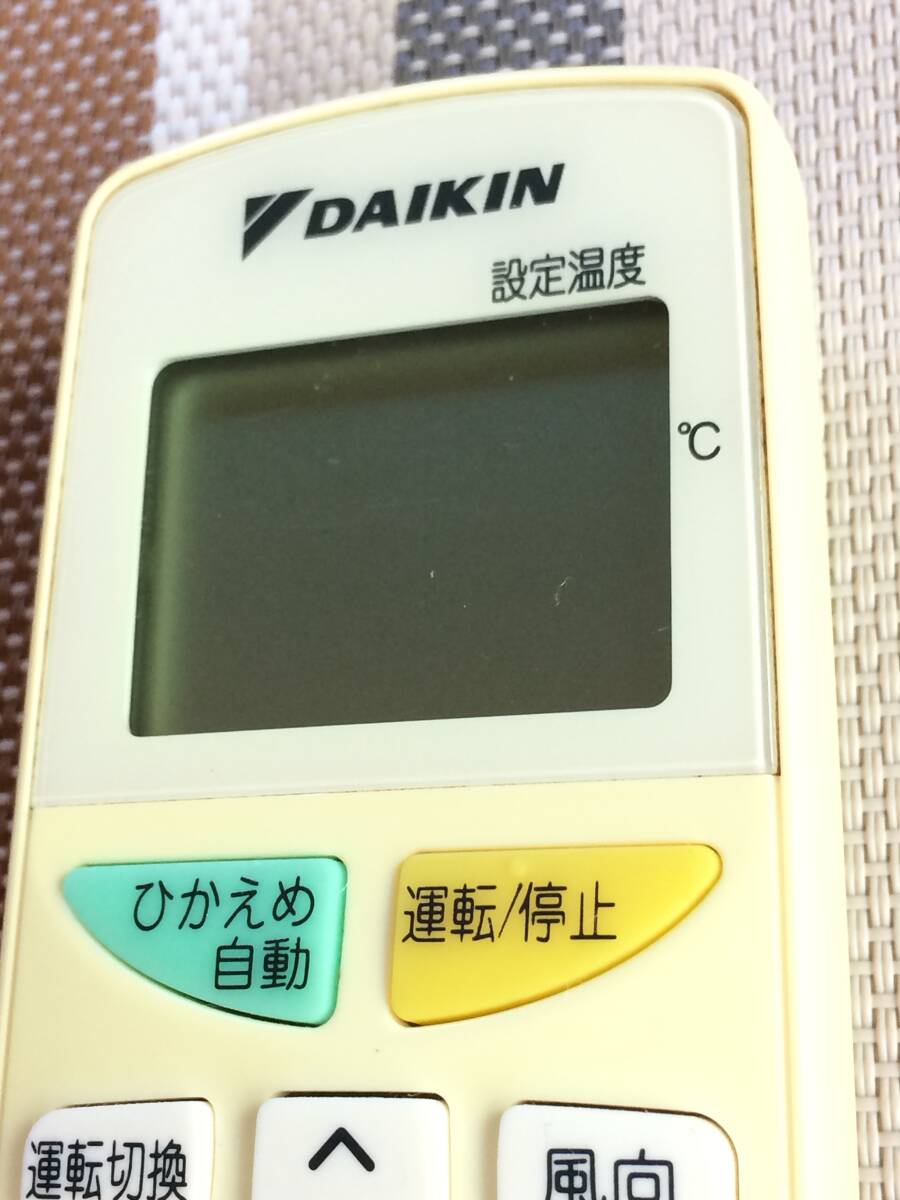 DAIKIN
設定温度
℃
ひかえめ
自動
運転/停止
運転切換
風向